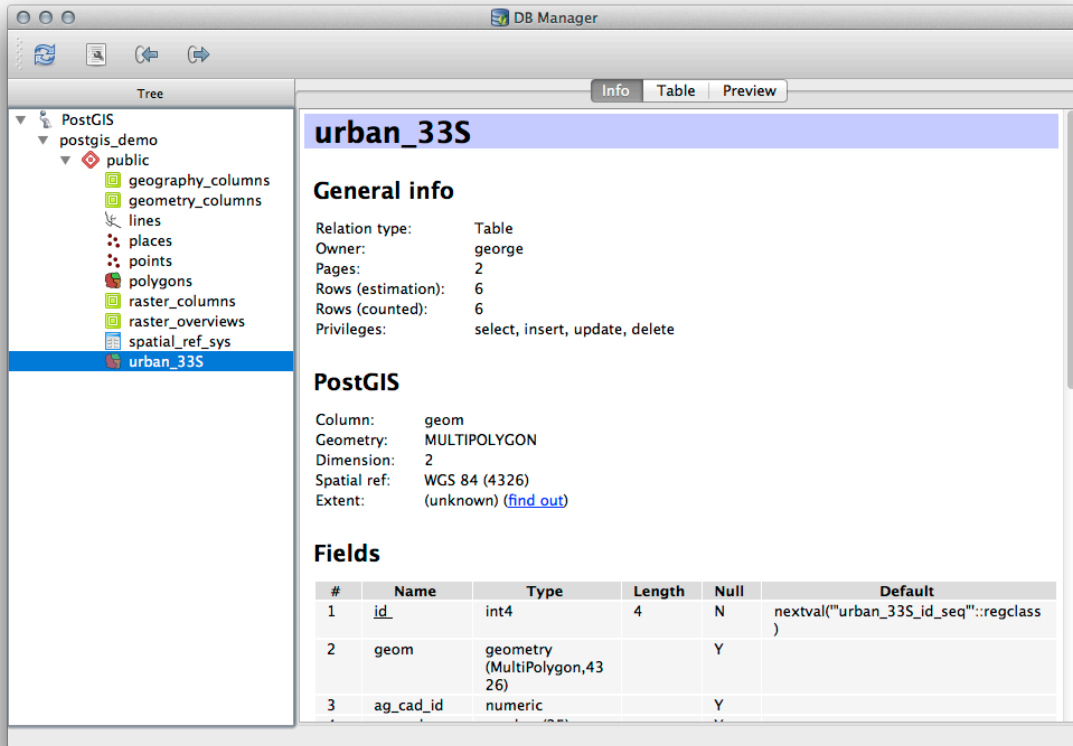 DB Manager
Tree
Info Table Preview
PostGIS
postgis_demo
public
geography_columns
geometry_columns
lines
places
points
polygons
raster_columns
raster_overviews
spatial_ref_sys
urban_33S
urban_33S
General info
Relation type: Table
Owner: george
Pages: 2
Rows (estimation): 6
Rows (counted): 6
Privileges: select, insert, update, delete
PostGIS
Column: geom
Geometry: MULTIPOLYGON
Dimension: 2
Spatial ref: WGS 84 (4326)
Extent: (unknown) (find out)
Fields
# Name Type Length Null Default
1 id int4 4 N nextval('"urban_33S_id_seq"'::regclass
)
2 geom geometry Y
(MultiPolygon,43
26)
3 ag_cad_id numeric Y